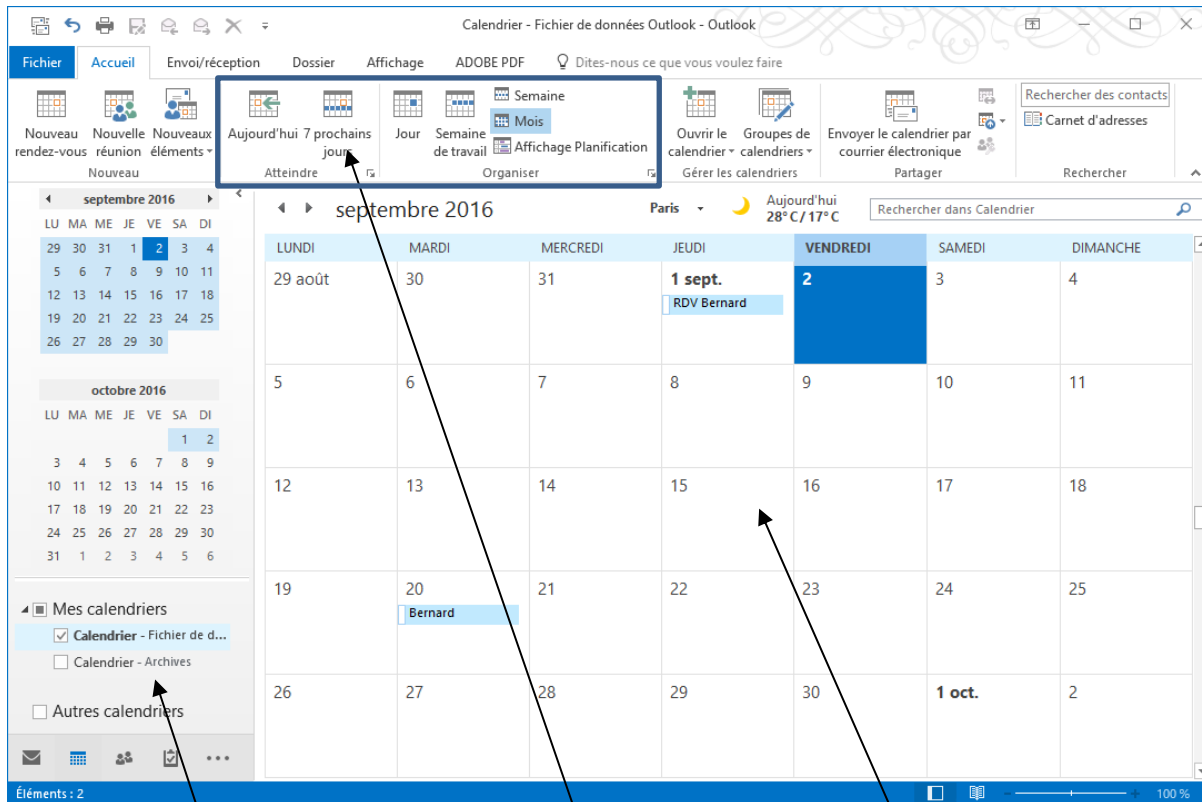 Calendrier - Fichier de données Outlook - Outlook
Fichier Accueil Envoi/réception Dossier Affichage ADOBE PDF Dites-nous ce que vous voulez faire
Nouveau rendez-vous
Nouvelle réunion
Nouveaux éléments
Nouveau
Aujourd'hui
7 prochains jours
Atteindre
Jour
Semaine de travail
Semaine
Mois
Affichage Planification
Organiser
Ouvrir le calendrier
Groupes de calendriers
Gérer les calendriers
Envoyer le calendrier par courrier électronique
Partager
Rechercher des contacts
Carnet d'adresses
Rechercher
septembre 2016
LU MA ME JE VE SA DI
29 30 31 1 2 3 4
5 6 7 8 9 10 11
12 13 14 15 16 17 18
19 20 21 22 23 24 25
26 27 28 29 30
octobre 2016
LU MA ME JE VE SA DI
1 2
3 4 5 6 7 8 9
10 11 12 13 14 15 16
17 18 19 20 21 22 23
24 25 26 27 28 29 30
31 1 2 3 4 5 6
Mes calendriers
Calendrier - Fichier de d...
Calendrier - Archives
Autres calendriers
septembre 2016
Paris
Aujourd'hui
28°C/17°C
Rechercher dans Calendrier
LUNDI MARDI MERCREDI JEUDI VENDREDI SAMEDI DIMANCHE
29 août 30 31 1 sept. 2 3 4
RDV Bernard
5 6 7 8 9 10 11
12 13 14 15 16 17 18
19 20 21 22 23 24 25
Bernard
26 27 28 29 30 1 oct. 2
Éléments : 2
100 %